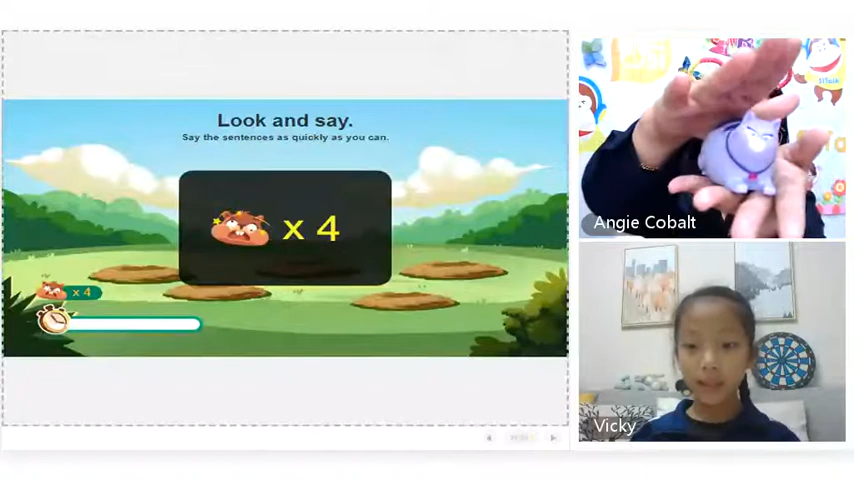 Look and say.
Say the sentences as quickly as you can.
x 4
x 4
Angie Cobalt
Vicky